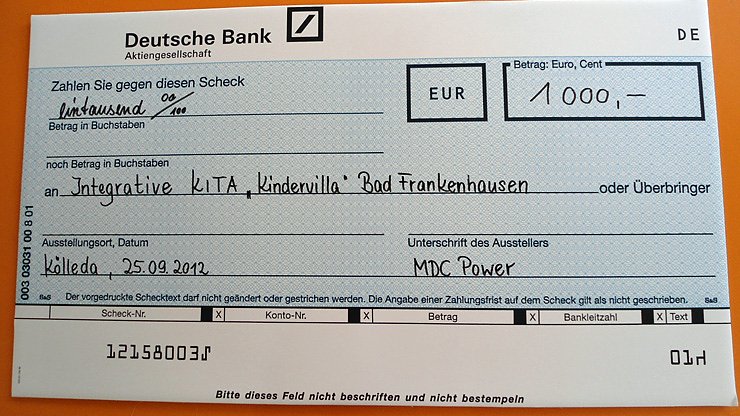 Deutsche Bank
Aktiengesellschaft
DE
Zahlen Sie gegen diesen Scheck
eintausend 00/100
Betrag in Buchstaben
EUR
Betrag: Euro, Cent
1000,-
noch Betrag in Buchstaben
an Integrative KITA „Kindervilla" Bad Frankenhausen oder Überbringer
Ausstellungsort, Datum
Unterschrift des Ausstellers
Kölleda, 25.09.2012
MDC Power
003 03031 00 8 01
S&S Der vorgedruckte Schecktext darf nicht geändert oder gestrichen werden. Die Angabe einer Zahlungsfrist auf dem Scheck gilt als nicht geschrieben. S&S
Scheck-Nr. X Konto-Nr. X Betrag X Bankleitzahl X Text
12158003⑀ 01H
Bitte dieses Feld nicht beschriften und nicht bestempeln